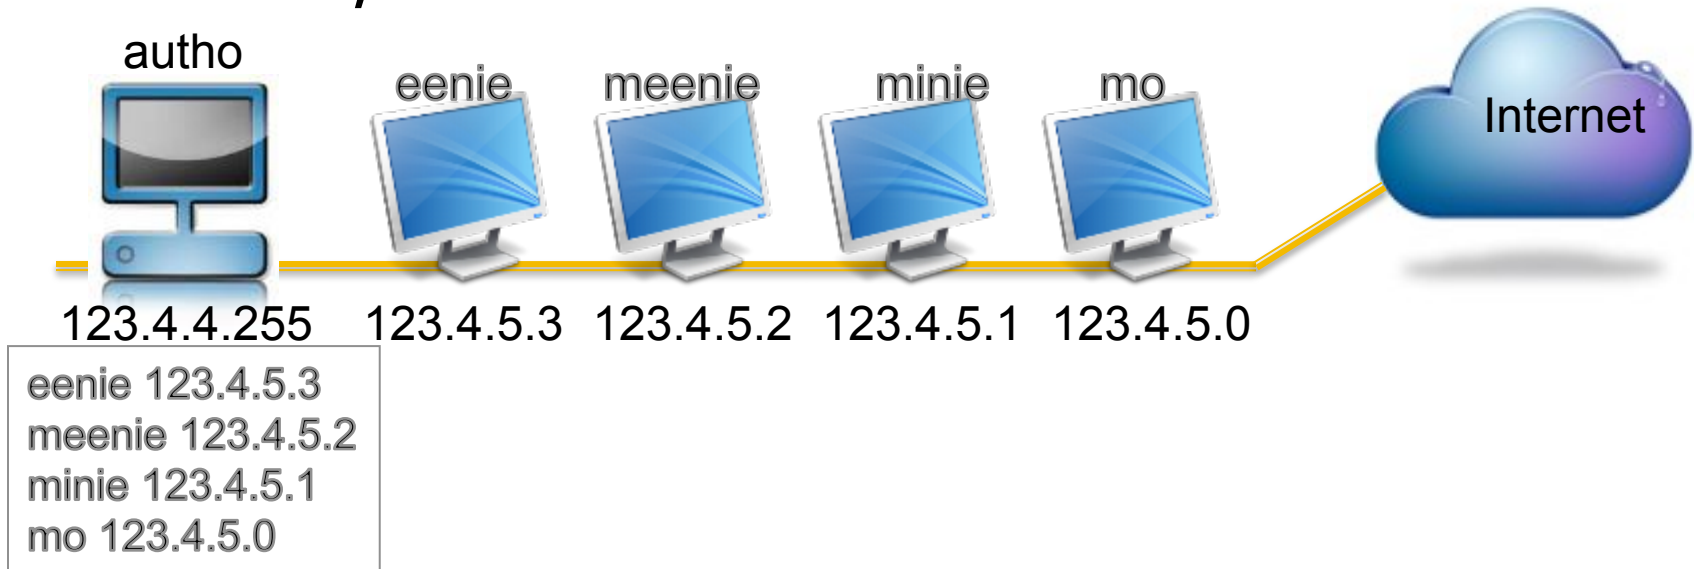 autho
eenie meenie minie mo
Internet
123.4.4.255 123.4.5.3 123.4.5.2 123.4.5.1 123.4.5.0
eenie 123.4.5.3
meenie 123.4.5.2
minie 123.4.5.1
mo 123.4.5.0